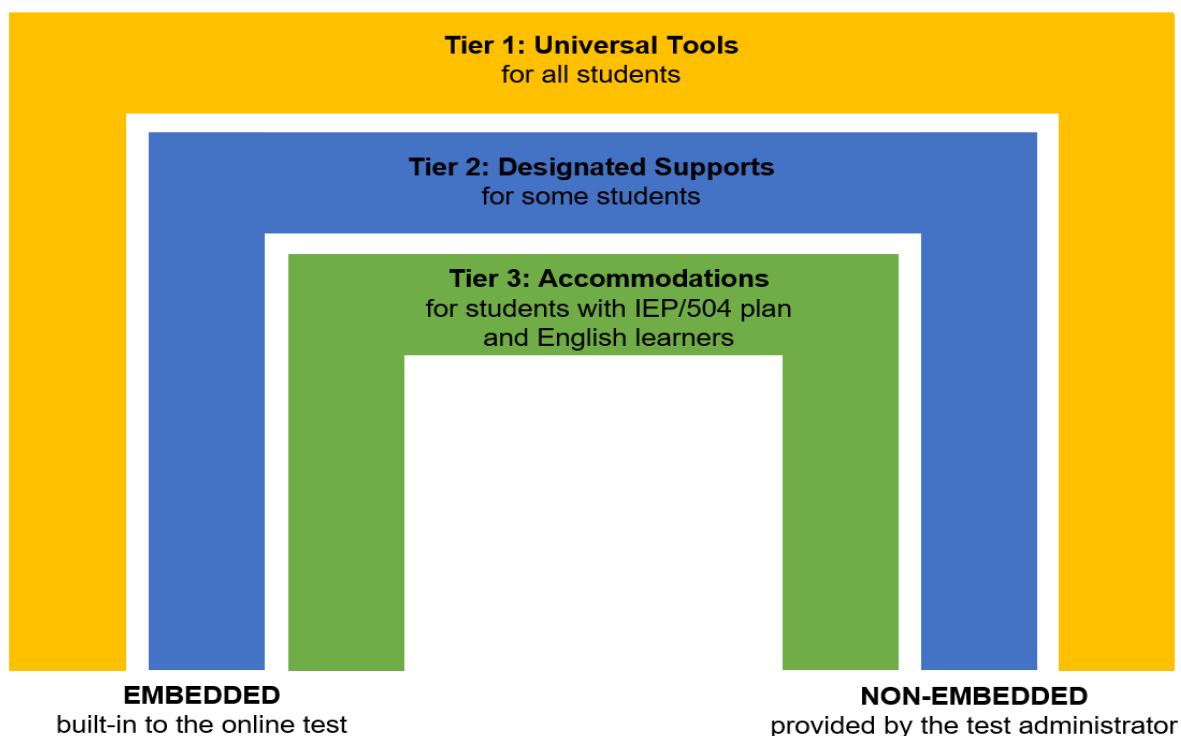 Tier 1: Universal Tools
for all students
Tier 2: Designated Supports
for some students
Tier 3: Accommodations
for students with IEP/504 plan
and English learners
EMBEDDED
built-in to the online test
NON-EMBEDDED
provided by the test administrator